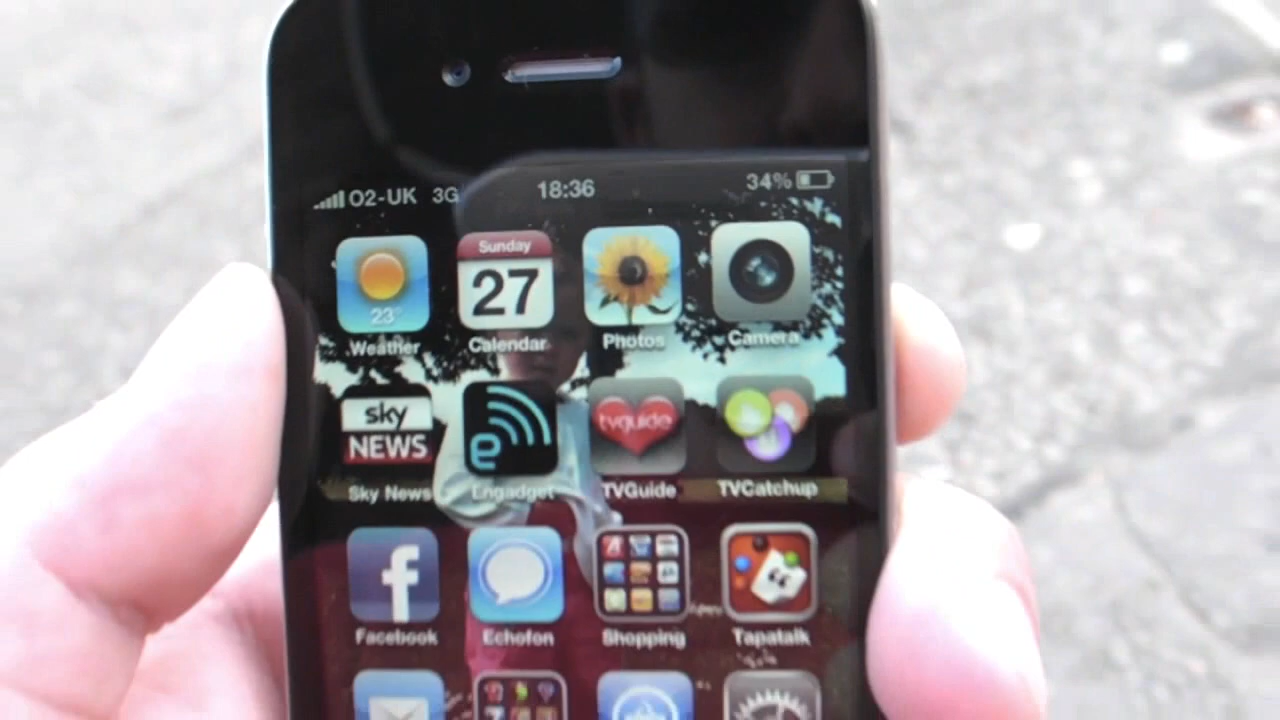 O2-UK 3G 18:36 34%
Sunday
27
23°
Weather Calendar Photos Camera
sky
NEWS
e
tvguide
Sky News Engadget TVGuide TVCatchup
f
Facebook Echofon Shopping Tapatalk